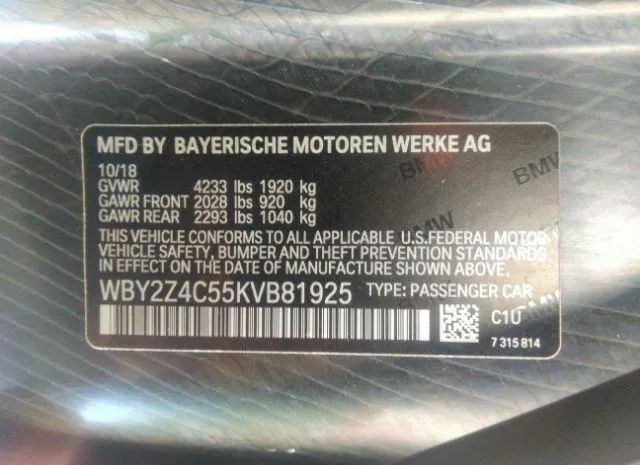 MFD BY BAYERISCHE MOTOREN WERKE AG
10/18
GVWR 4233 lbs 1920 kg
GAWR FRONT 2028 lbs 920 kg
GAWR REAR 2293 lbs 1040 kg
THIS VEHICLE CONFORMS TO ALL APPLICABLE U.S.FEDERAL MOTOR
VEHICLE SAFETY, BUMPER AND THEFT PREVENTION STANDARDS
IN EFFECT ON THE DATE OF MANUFACTURE SHOWN ABOVE.
WBY2Z4C55KVB81925 TYPE: PASSENGER CAR
C1U
7 315 814
BMW
BMW
BMW